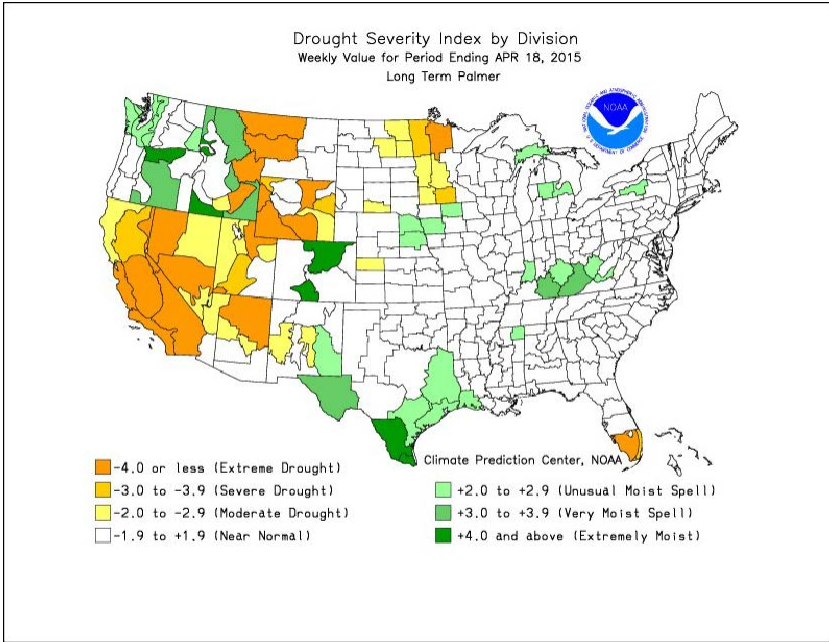 Drought Severity Index by Division
Weekly Value for Period Ending APR 18, 2015
Long Term Palmer
NOAA
Climate Prediction Center, NOAA
-4.0 or less (Extreme Drought)
-3.0 to -3.9 (Severe Drought)
-2.0 to -2.9 (Moderate Drought)
-1.9 to +1.9 (Near Normal)
+2.0 to +2.9 (Unusual Moist Spell)
+3.0 to +3.9 (Very Moist Spell)
+4.0 and above (Extremely Moist)